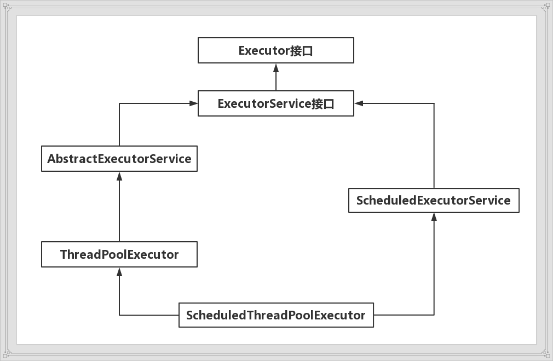 Executor接口
ExecutorService接口
AbstractExecutorService
ScheduledExecutorService
ThreadPoolExecutor
ScheduledThreadPoolExecutor